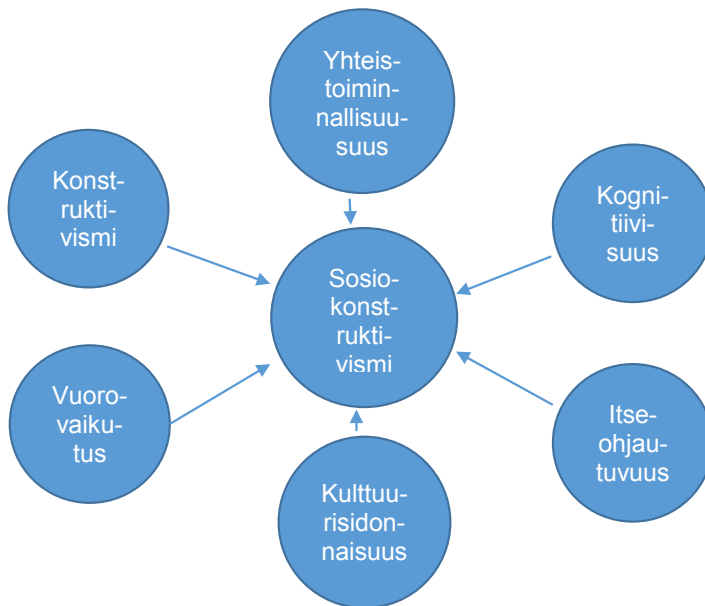 Yhteis-
toimin-
nallisuu-
suus
Konst-
rukti-
vismi
Kogni-
tiivi-
suus
Sosio-
konst-
rukti-
vismi
Vuoro-
vaiku-
tus
Itse-
ohjau-
tuvuus
Kulttuu-
risidon-
naisuus